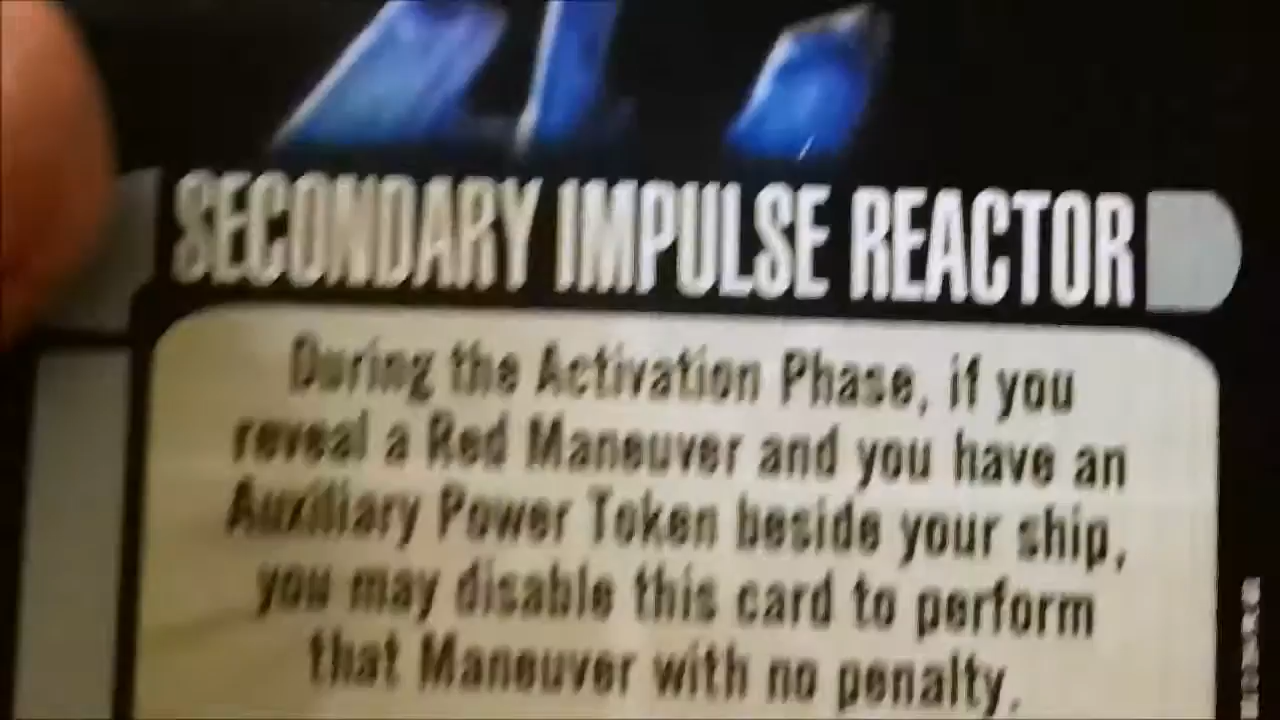 SECONDARY IMPULSE REACTOR
During the Activation Phase, if you
reveal a Red Maneuver and you have an
Auxiliary Power Token beside your ship,
you may disable this card to perform
that Maneuver with no penalty.